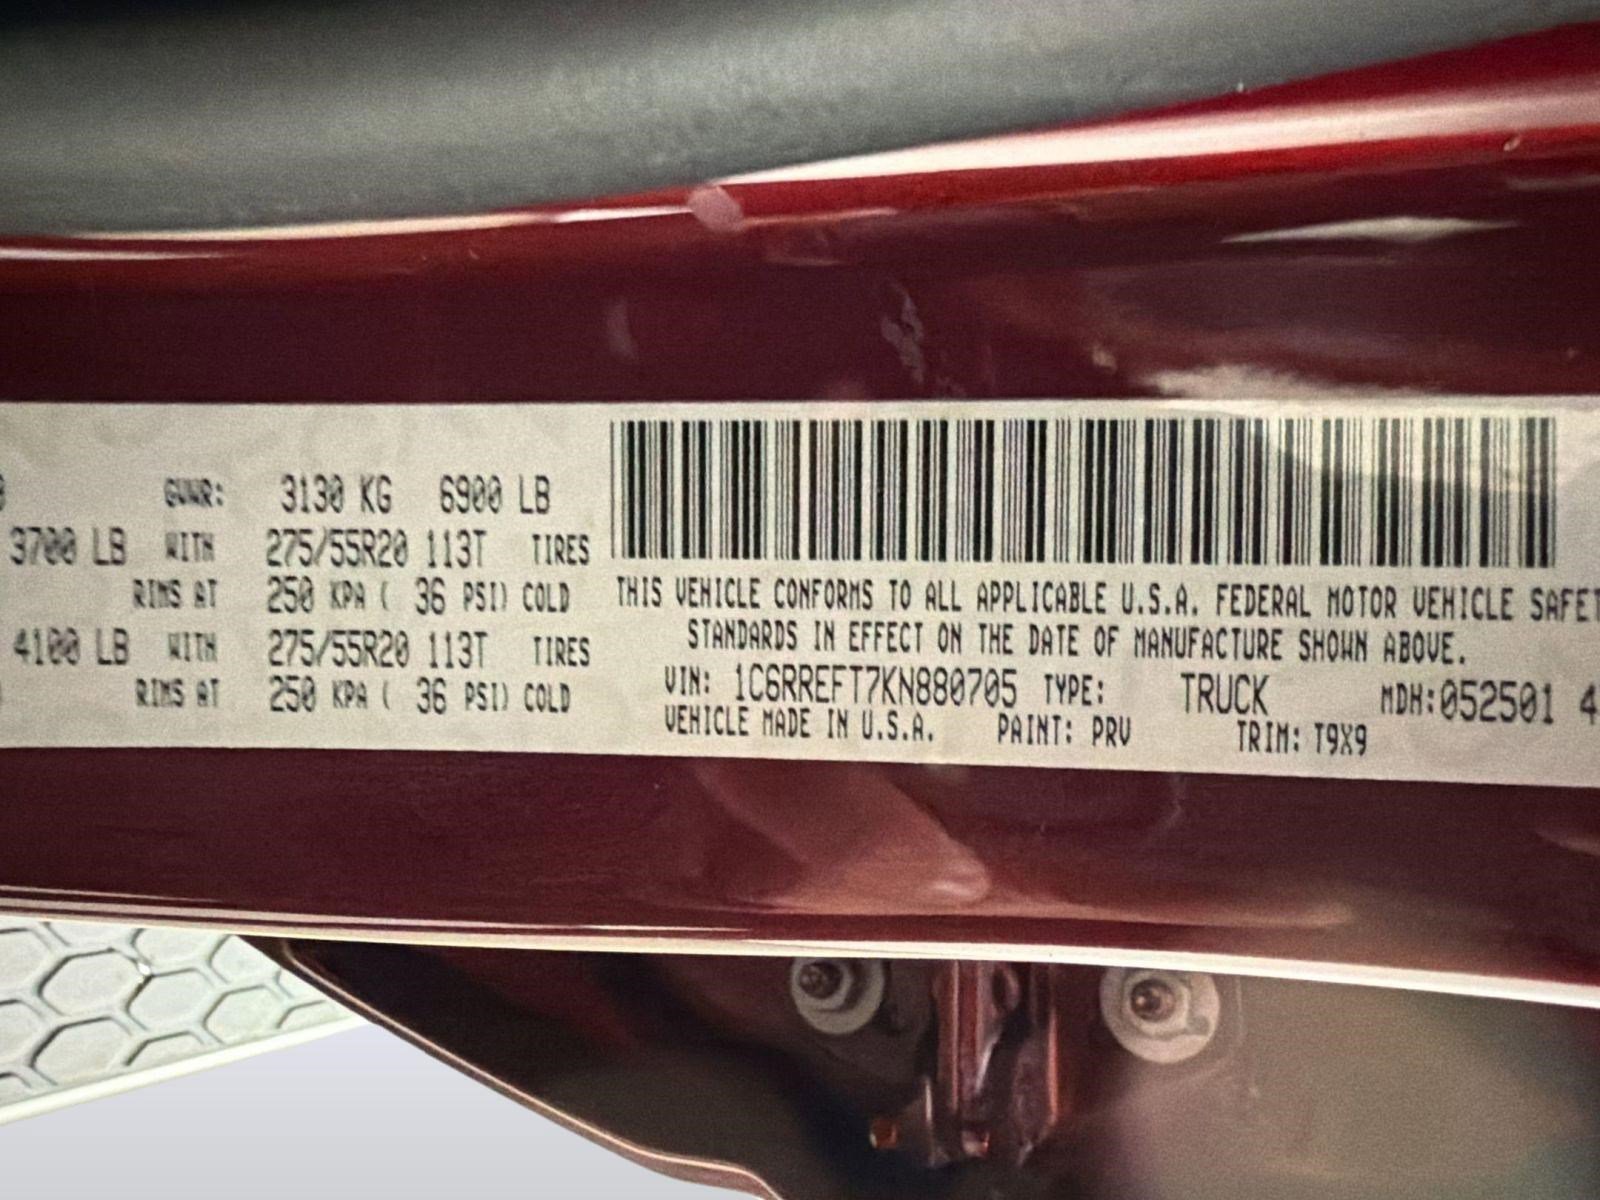 GVWR: 3130 KG 6900 LB
3700 LB WITH 275/55R20 113T TIRES
RIMS AT 250 KPA ( 36 PSI) COLD
4100 LB WITH 275/55R20 113T TIRES
RIMS AT 250 KPA ( 36 PSI) COLD
THIS VEHICLE CONFORMS TO ALL APPLICABLE U.S.A. FEDERAL MOTOR VEHICLE SAFET
STANDARDS IN EFFECT ON THE DATE OF MANUFACTURE SHOWN ABOVE.
VIN: 1C6RREFT7KN880705 TYPE: TRUCK MDH:052501 4
VEHICLE MADE IN U.S.A. PAINT: PRV TRIM: T9X9